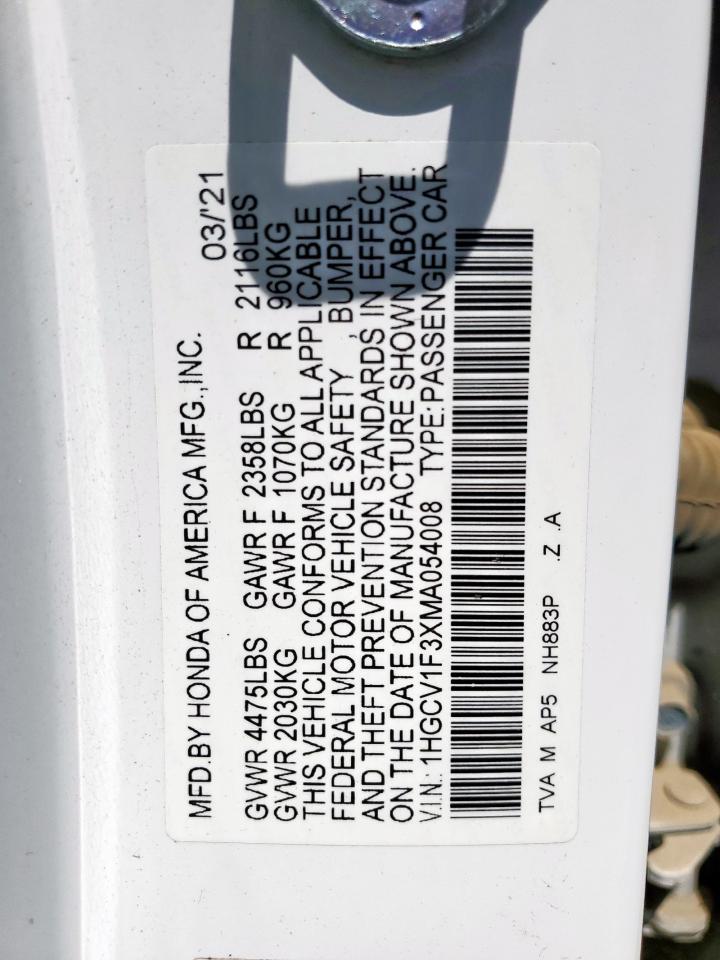 MFD.BY HONDA OF AMERICA MFG.,INC. 03/'21
GVWR 4475LBS GAWR F 2358LBS R 2116LBS
GVWR 2030KG GAWR F 1070KG R 960KG
THIS VEHICLE CONFORMS TO ALL APPLICABLE
FEDERAL MOTOR VEHICLE SAFETY , BUMPER,
AND THEFT PREVENTION STANDARDS IN EFFECT
ON THE DATE OF MANUFACTURE SHOWN ABOVE.
V.I.N.: 1HGCV1F3XMA054008 TYPE:PASSENGER CAR
TVA M AP5 NH883P .Z .A